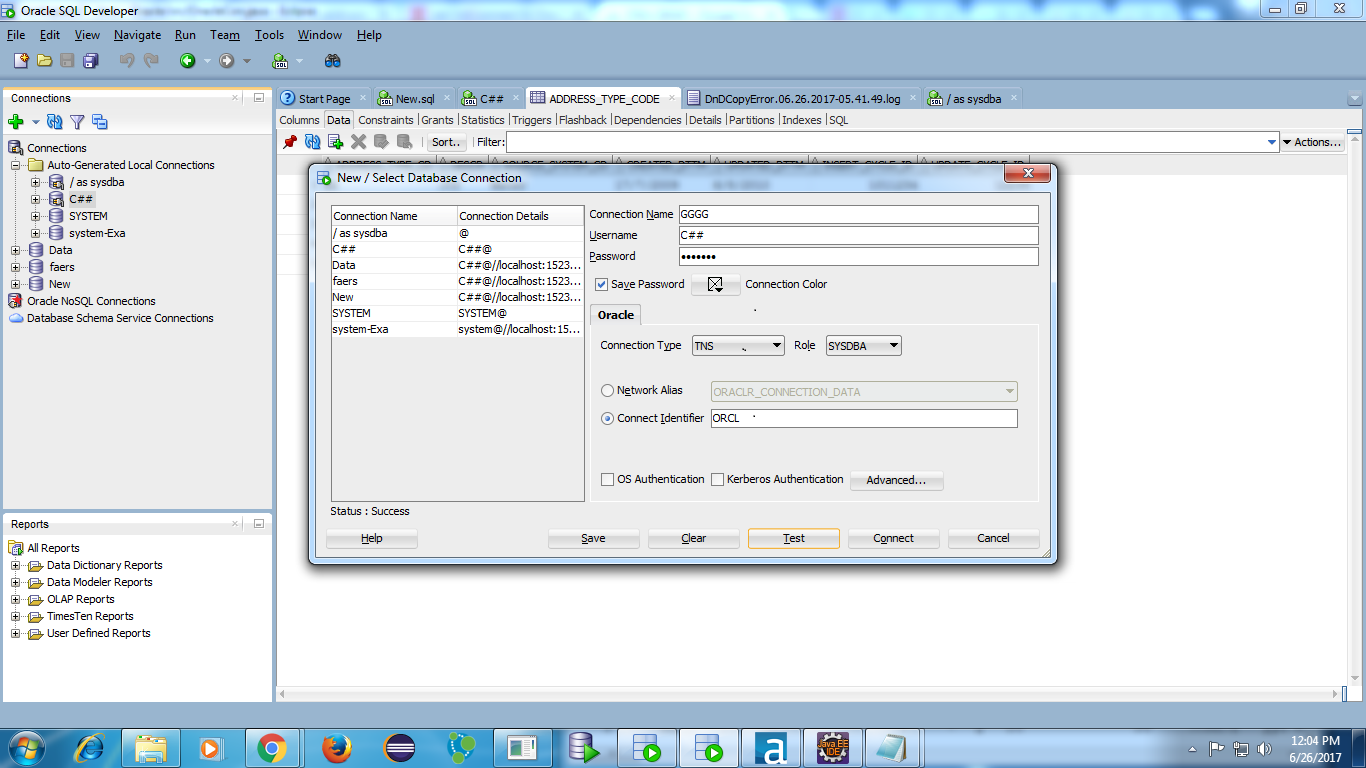 Oracle SQL Developer
File Edit View Navigate Run Team Tools Window Help
Connections
Start Page New.sql C## ADDRESS_TYPE_CODE DnDCopyError.06.26.2017-05.41.49.log / as sysdba
Columns Data Constraints Grants Statistics Triggers Flashback Dependencies Details Partitions Indexes SQL
Sort.. Filter: Actions...
Connections
Auto-Generated Local Connections
/ as sysdba
C##
SYSTEM
system-Exa
Data
faers
New
Oracle NoSQL Connections
Database Schema Service Connections
Reports
All Reports
Data Dictionary Reports
Data Modeler Reports
OLAP Reports
TimesTen Reports
User Defined Reports
New / Select Database Connection
Connection Name Connection Details
/ as sysdba @
C## C##@
Data C##@//localhost:1523...
faers C##@//localhost:1523...
New C##@//localhost:1523...
SYSTEM SYSTEM@
system-Exa system@//localhost:15...
Connection Name GGGG
Username C##
Password
Save Password Connection Color
Oracle
Connection Type TNS Role SYSDBA
Network Alias ORACLR_CONNECTION_DATA
Connect Identifier ORCL
OS Authentication Kerberos Authentication Advanced...
Status : Success
Help Save Clear Test Connect Cancel
Java EE
IDE
12:04 PM
6/26/2017